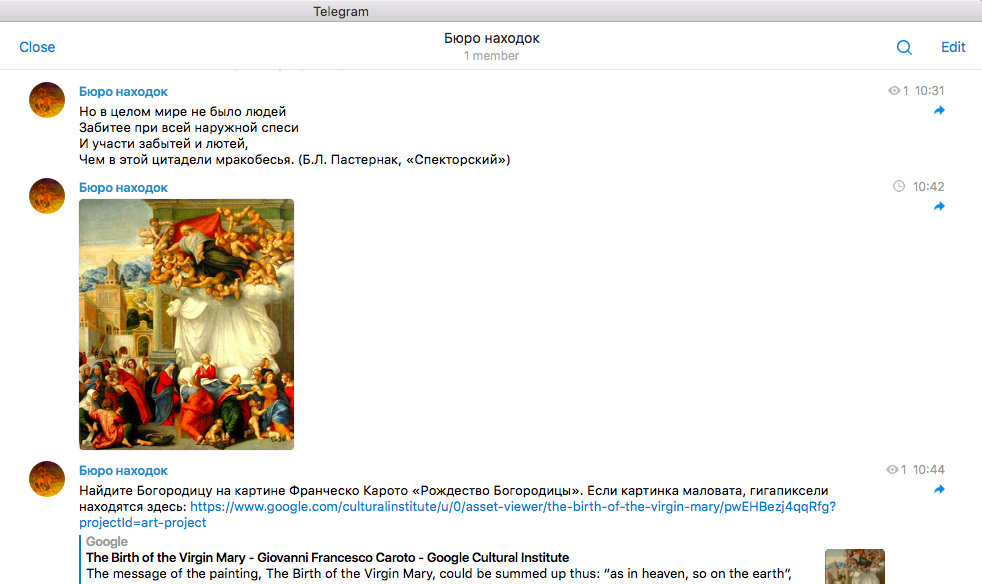 Telegram
Close
Бюро находок
1 member
Edit
Бюро находок
1 10:31
Но в целом мире не было людей
Забитее при всей наружной спеси
И участи забытей и лютей,
Чем в этой цитадели мракобесья. (Б.Л. Пастернак, «Спекторский»)
Бюро находок
10:42
Бюро находок
1 10:44
Найдите Богородицу на картине Франческо Карото «Рождество Богородицы». Если картинка маловата, гигапиксели
находятся здесь: https://www.google.com/culturalinstitute/u/0/asset-viewer/the-birth-of-the-virgin-mary/pwEHBezj4qqRfg?
projectId=art-project
Google
The Birth of the Virgin Mary - Giovanni Francesco Caroto - Google Cultural Institute
The message of the painting, The Birth of the Virgin Mary, could be summed up thus: “as in heaven, so on the earth”,